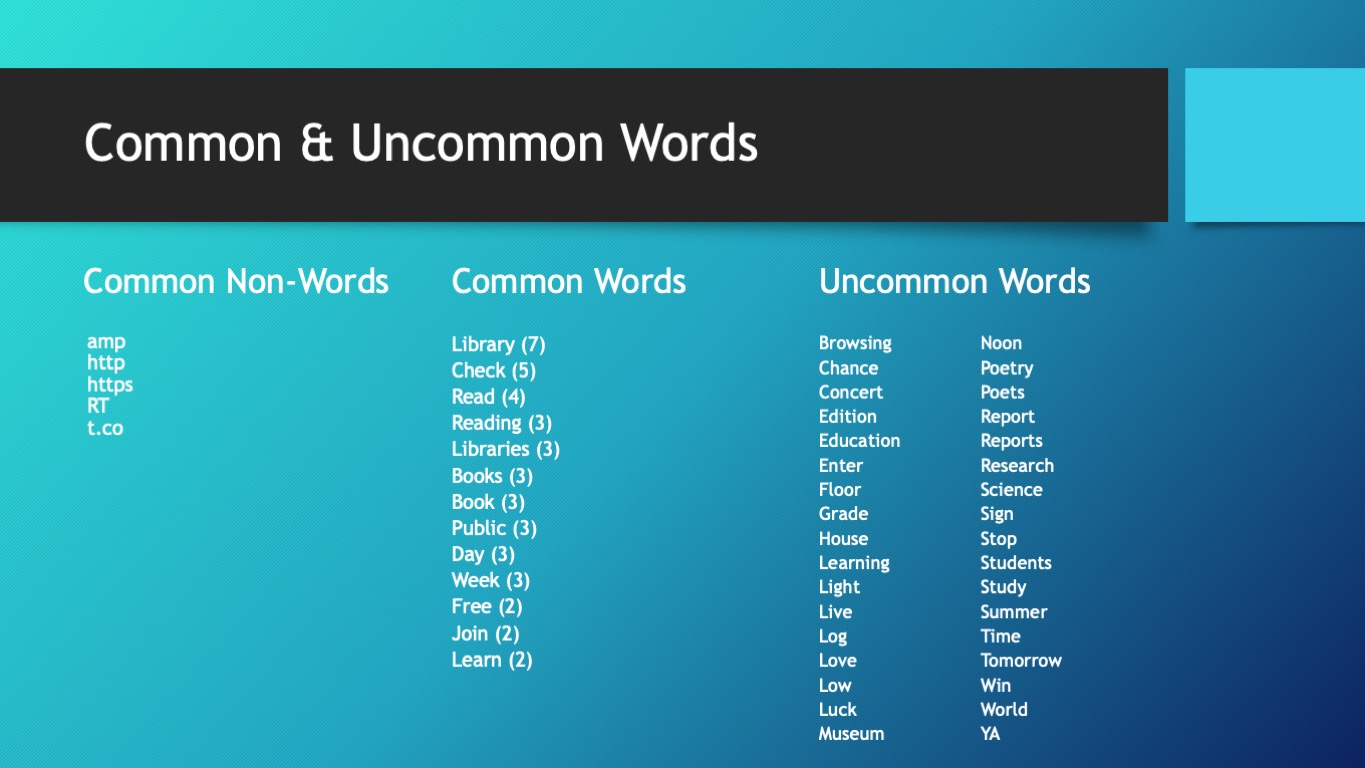 Common & Uncommon Words
Common Non-Words
amp
http
https
RT
t.co
Common Words
Library (7)
Check (5)
Read (4)
Reading (3)
Libraries (3)
Books (3)
Book (3)
Public (3)
Day (3)
Week (3)
Free (2)
Join (2)
Learn (2)
Uncommon Words
Browsing
Chance
Concert
Edition
Education
Enter
Floor
Grade
House
Learning
Light
Live
Log
Love
Low
Luck
Museum
Noon
Poetry
Poets
Report
Reports
Research
Science
Sign
Stop
Students
Study
Summer
Time
Tomorrow
Win
World
YA